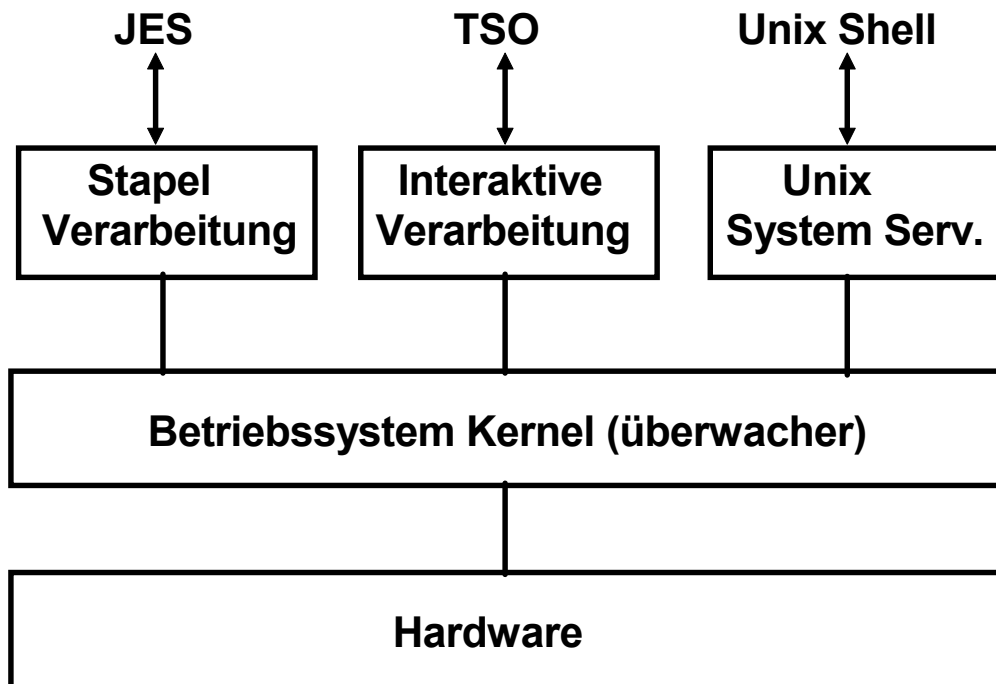 JES TSO Unix Shell
Stapel
Verarbeitung
Interaktive
Verarbeitung
Unix
System Serv.
Betriebssystem Kernel (überwacher)
Hardware